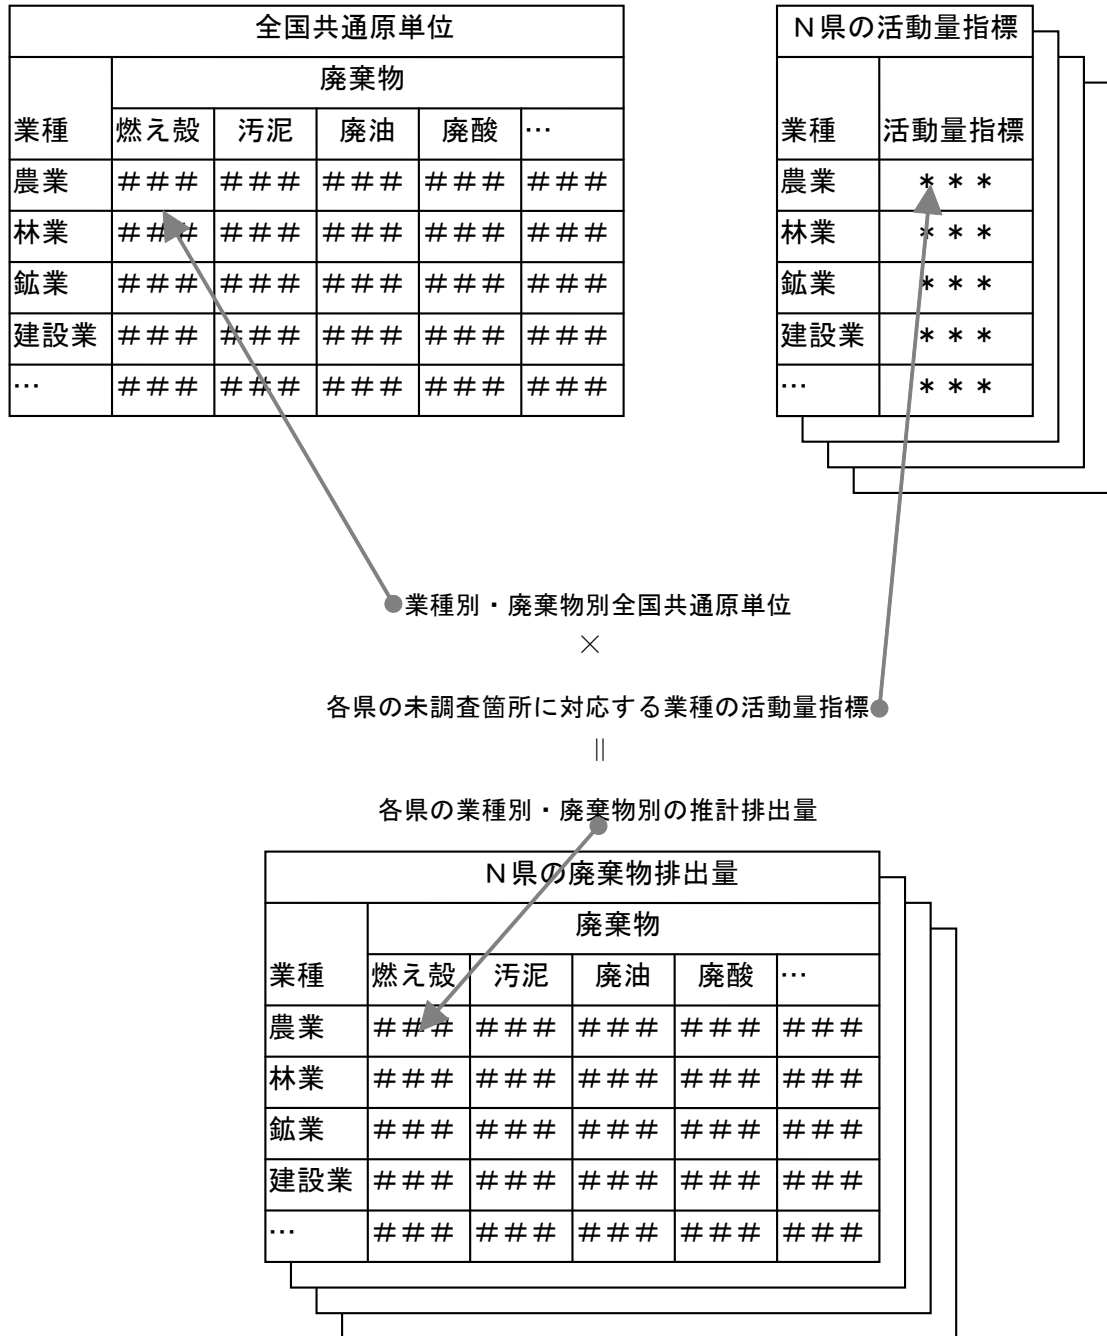 全国共通原単位
廃棄物
業種 燃え殻 汚泥 廃油 廃酸 …
農業 ### ### ### ### ###
林業 ### ### ### ### ###
鉱業 ### ### ### ### ###
建設業 ### ### ### ### ###
… ### ### ### ### ###
N県の活動量指標
業種 活動量指標
農業 ***
林業 ***
鉱業 ***
建設業 ***
… ***
業種別・廃棄物別全国共通原単位
×
各県の未調査箇所に対応する業種の活動量指標
||
各県の業種別・廃棄物別の推計排出量
N県の廃棄物排出量
廃棄物
業種 燃え殻 汚泥 廃油 廃酸 …
農業 ### ### ### ### ###
林業 ### ### ### ### ###
鉱業 ### ### ### ### ###
建設業 ### ### ### ### ###
… ### ### ### ### ###